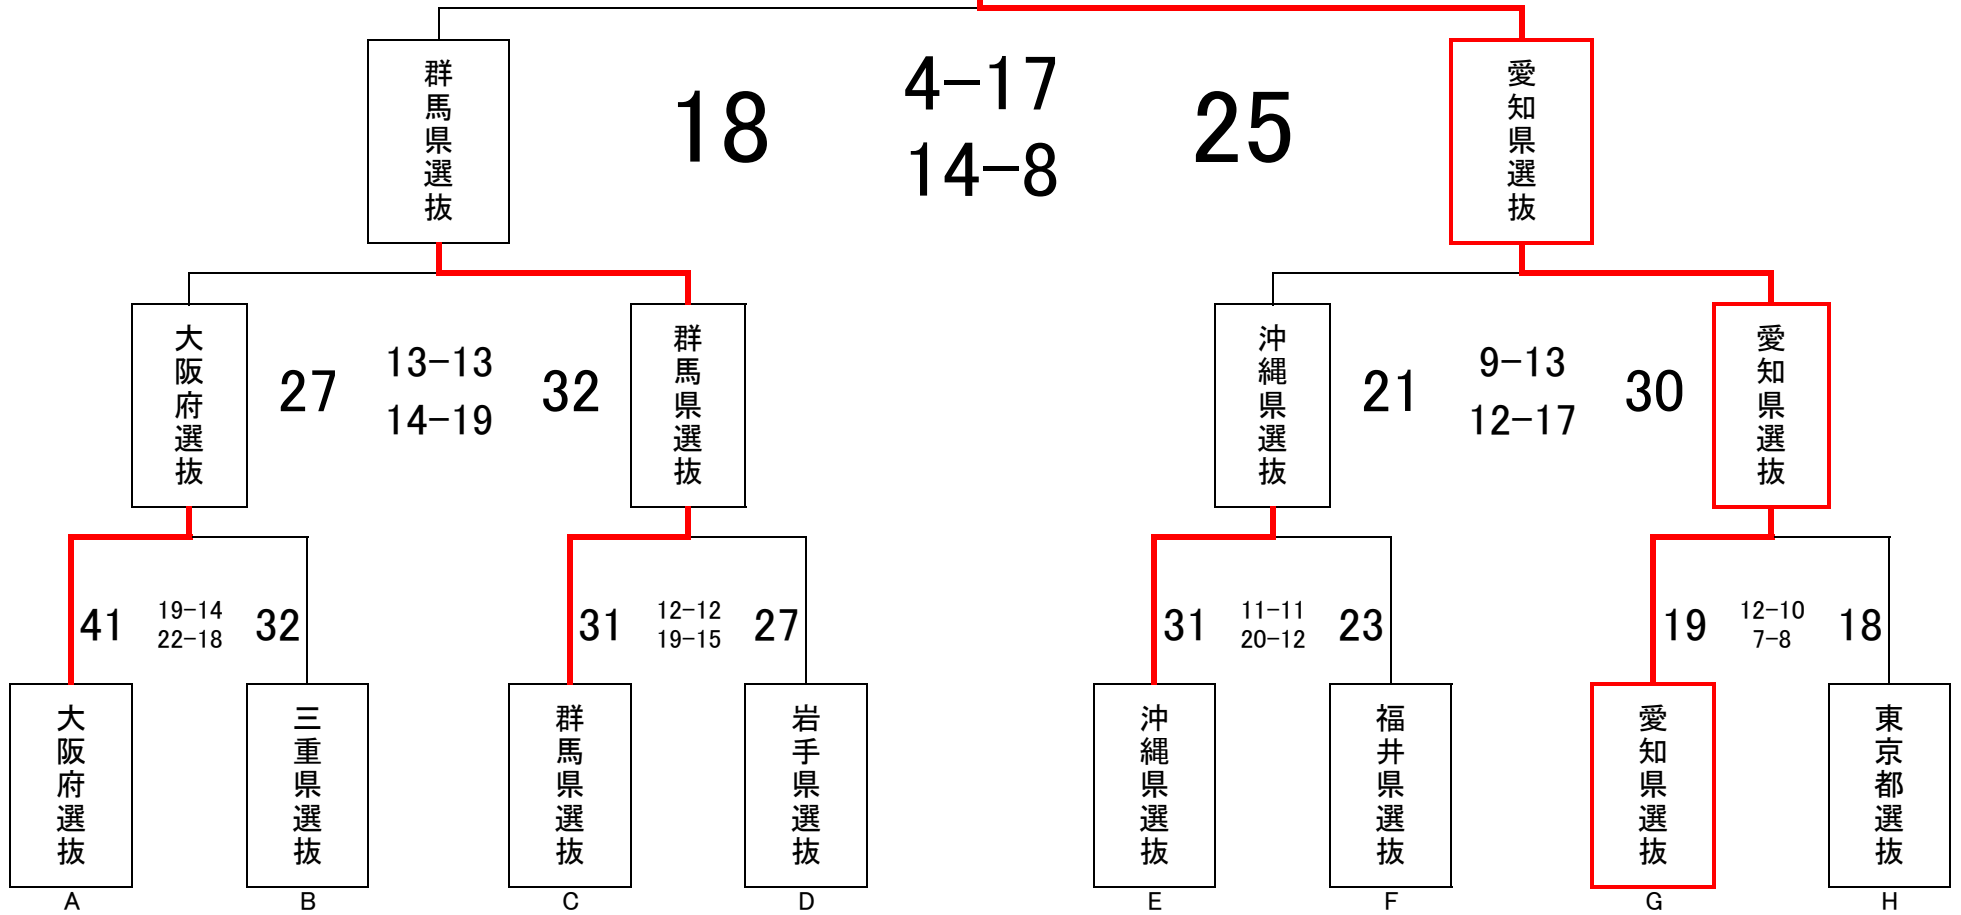 群馬県選抜
18
4-17
14-8
25
愛知県選抜
大阪府選抜
27
13-13
14-19
32
群馬県選抜
沖縄県選抜
21
9-13
12-17
30
愛知県選抜
41
19-14
22-18
32
31
12-12
19-15
27
31
11-11
20-12
23
19
12-10
7-8
18
大阪府選抜
三重県選抜
群馬県選抜
岩手県選抜
沖縄県選抜
福井県選抜
愛知県選抜
東京都選抜
A
B
C
D
E
F
G
H